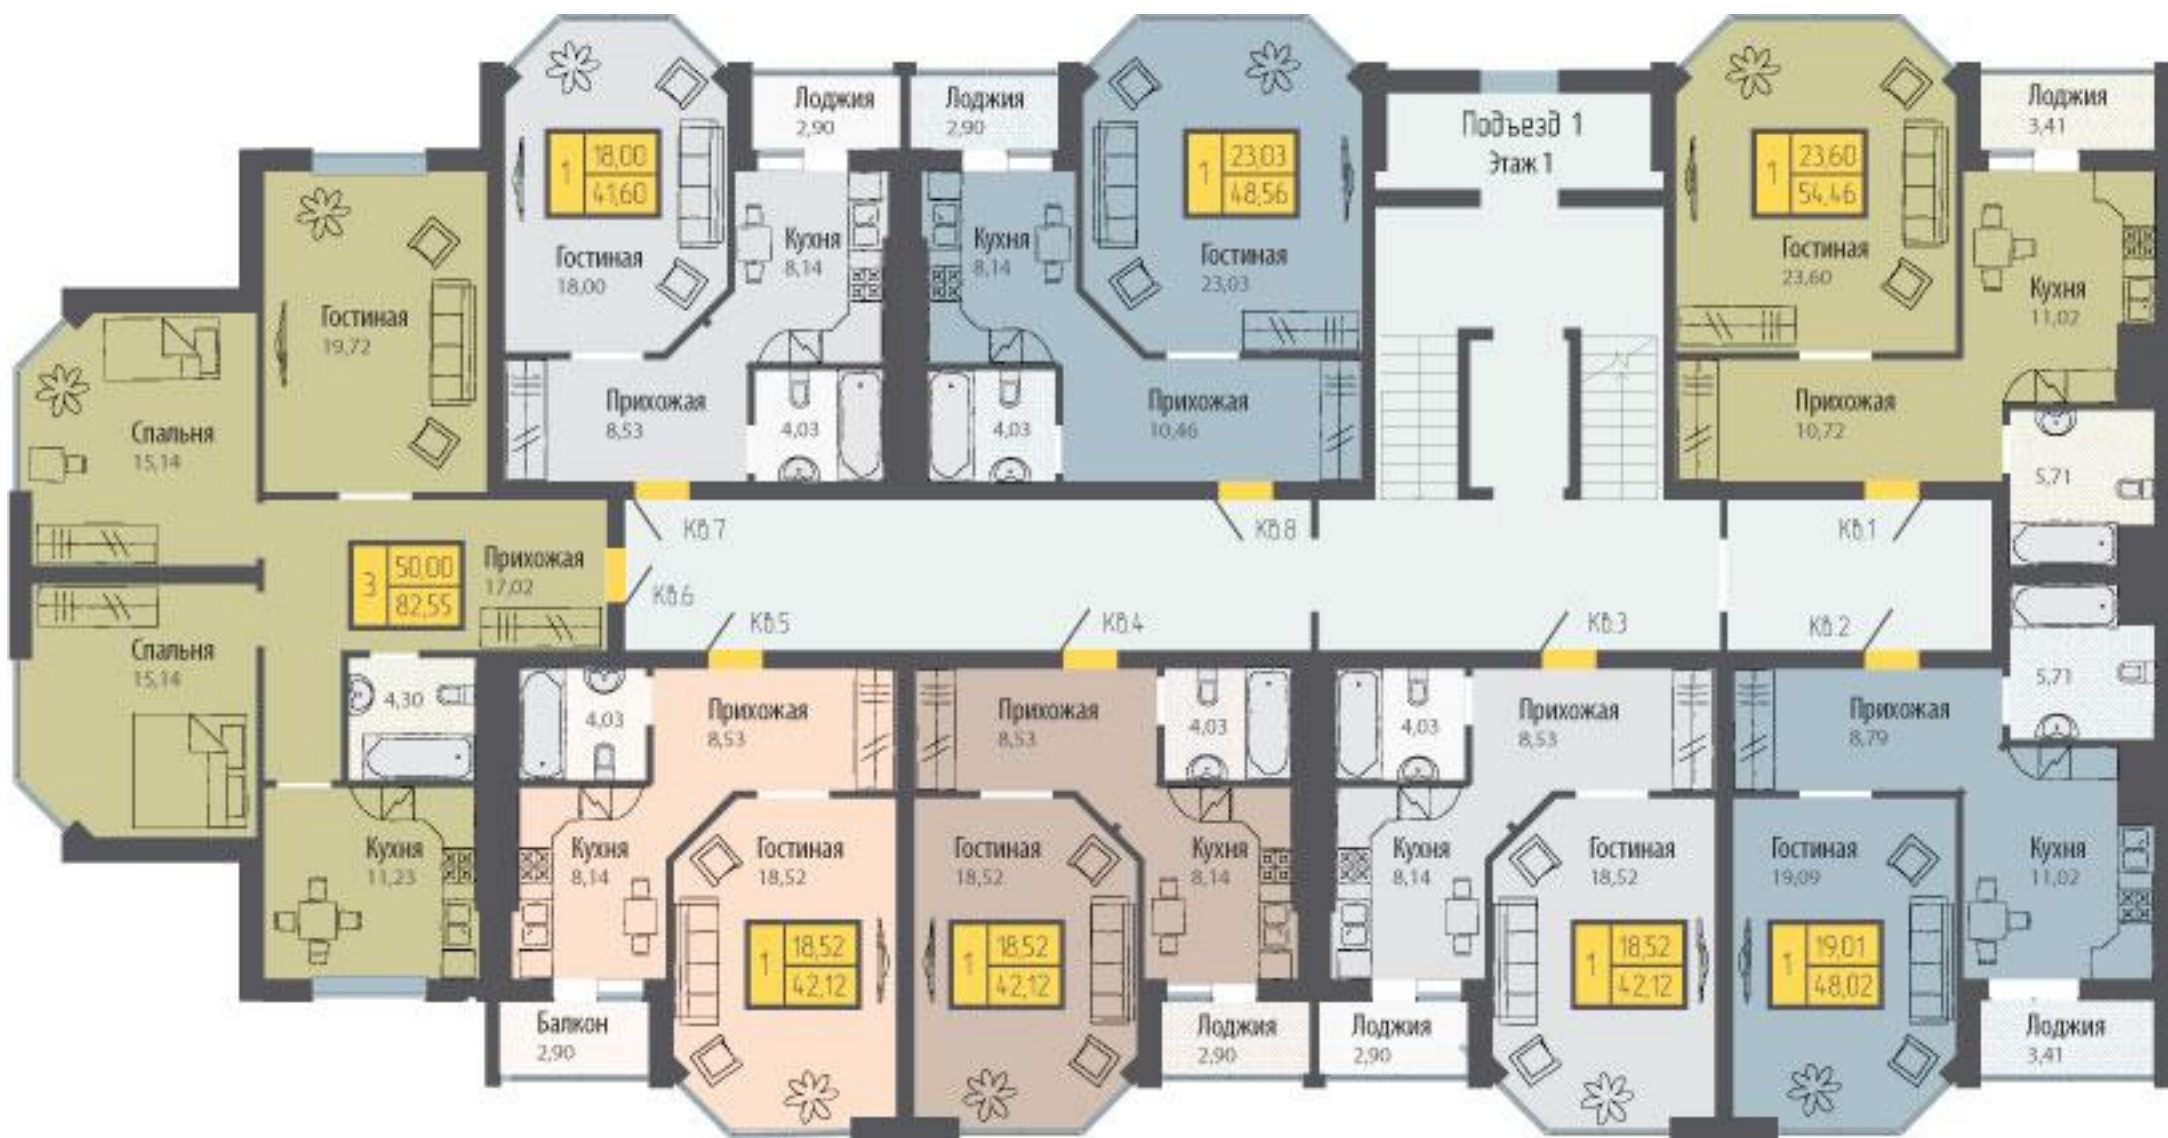 Лоджия
2,90
Лоджия
2,90
Подъезд 1
Этаж 1
Лоджия
3,41
1
18,00
41,60
1
23,03
48,56
1
23,60
54,46
Гостиная
18,00
Кухня
8,14
Кухня
8,14
Гостиная
23,03
Гостиная
23,60
Кухня
11,02
Гостиная
19,72
Спальня
15,14
Прихожая
8,53
4,03
4,03
Прихожая
10,46
Прихожая
10,72
5,71
Кв.7
Кв.8
Кв.1
3
50,00
82,55
Прихожая
17,02
Кв.6
Кв.5
Кв.4
Кв.3
Кв.2
Спальня
15,14
4,30
4,03
Прихожая
8,53
Прихожая
8,53
4,03
4,03
Прихожая
8,53
Прихожая
8,79
5,71
Кухня
11,23
Кухня
8,14
Гостиная
18,52
Гостиная
18,52
Кухня
8,14
Кухня
8,14
Гостиная
18,52
Гостиная
19,09
Кухня
11,02
1
18,52
42,12
1
18,52
42,12
1
18,52
42,12
1
19,01
48,02
Балкон
2,90
Лоджия
2,90
Лоджия
2,90
Лоджия
3,41